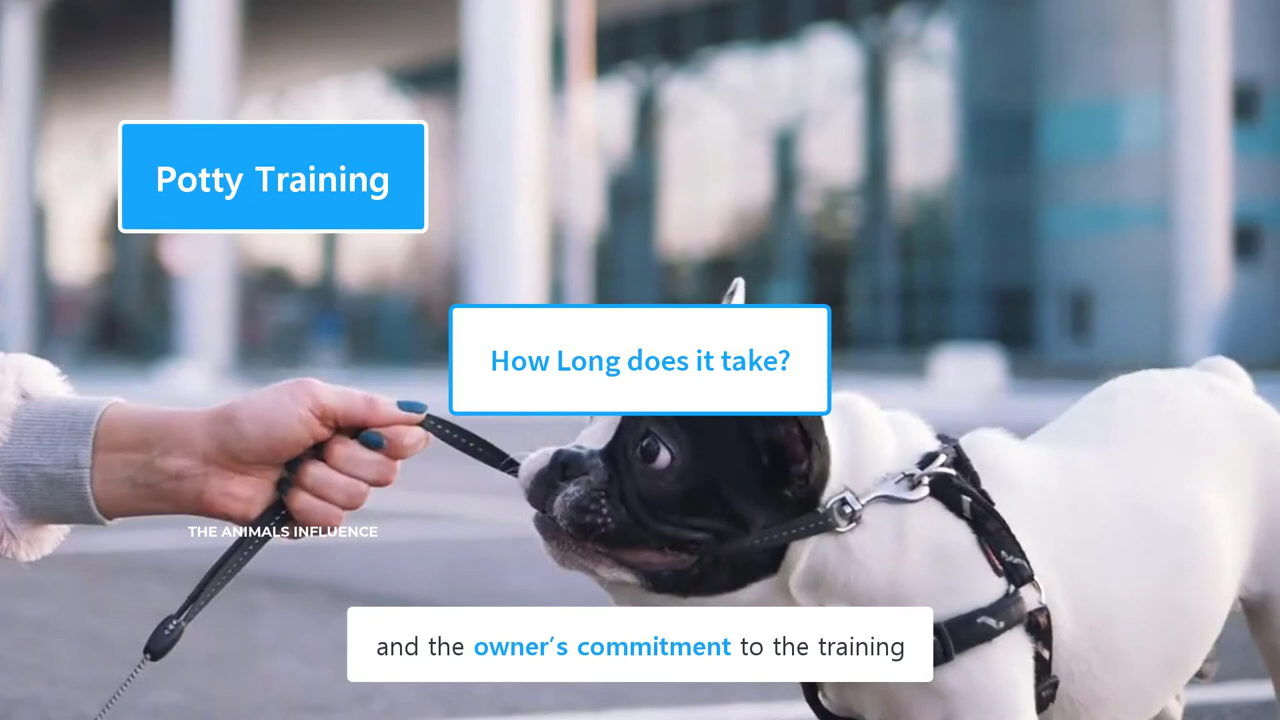 Potty Training
How Long does it take?
THE ANIMALS INFLUENCE
and the owner's commitment to the training